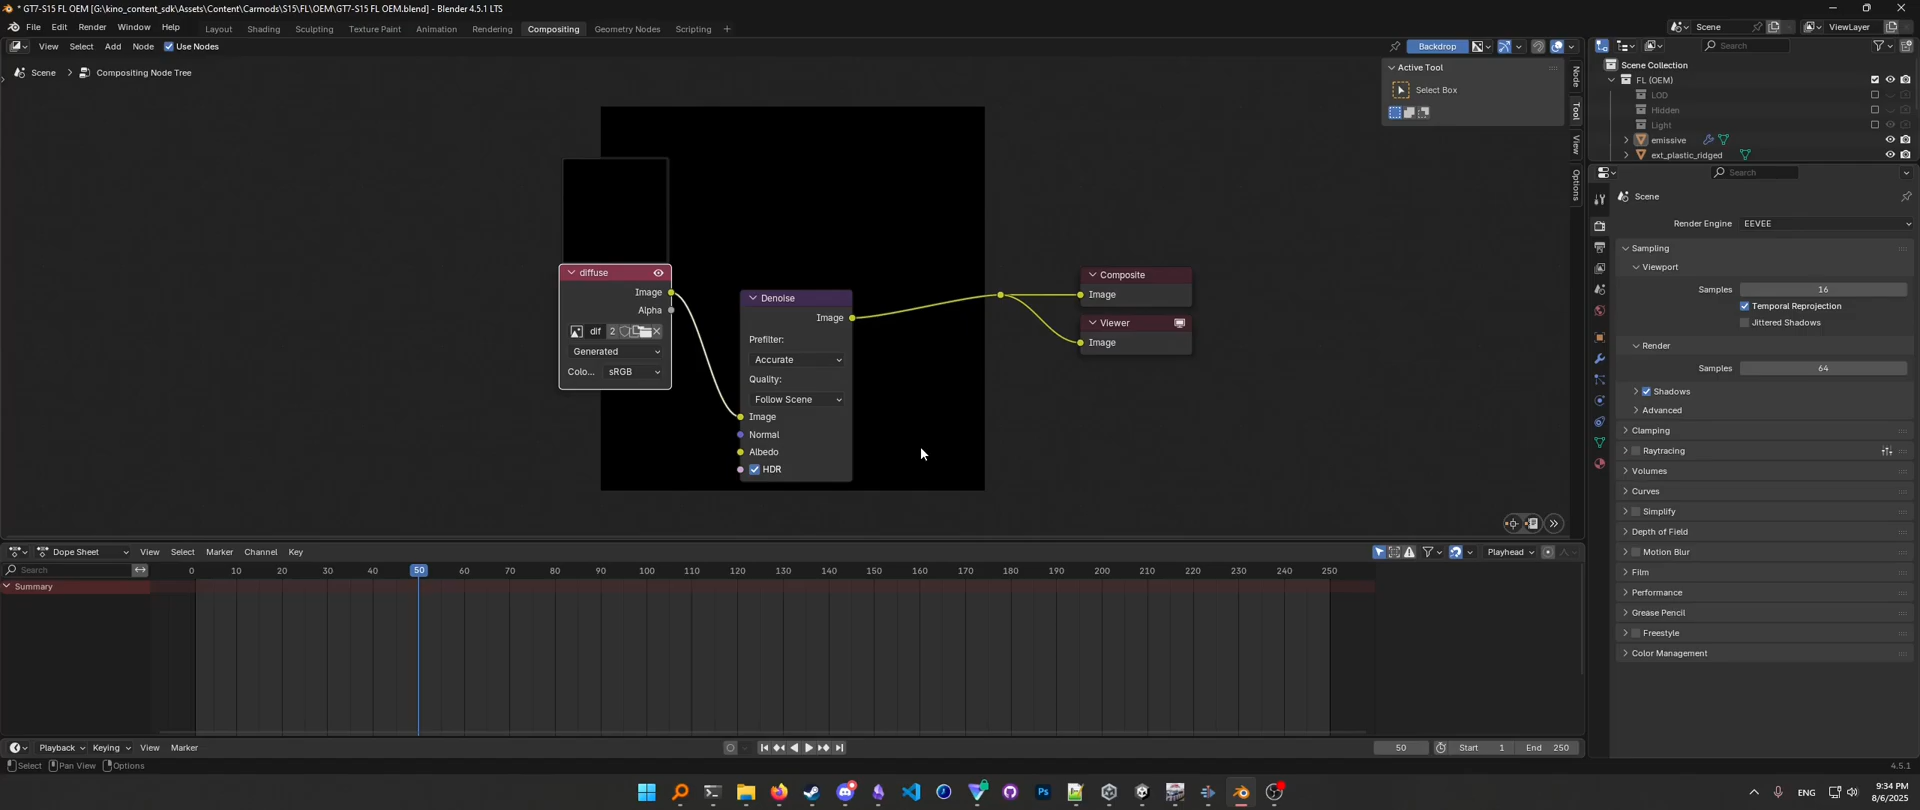 * GT7-S15 FL OEM [G:\kino_content_sdk\Assets\Content\Carmods\S15\FL\OEM\GT7-S15 FL OEM.blend] - Blender 4.5.1 LTS
File Edit Render Window Help
Layout Shading Sculpting Texture Paint Animation Rendering Compositing Geometry Nodes Scripting +
Scene ViewLayer
View Select Add Node Use Nodes
Backdrop
Search
Scene > Compositing Node Tree
Active Tool
Select Box
Node
Tool
View
Options
Scene Collection
FL (OEM)
LOD
Hidden
Light
emissive
ext_plastic_ridged
diffuse
Image
Alpha
dif 2
Generated
Colo... sRGB
Denoise
Image
Prefilter:
Accurate
Quality:
Follow Scene
Image
Normal
Albedo
HDR
Composite
Image
Viewer
Image
Search
Scene
Render Engine EEVEE
Sampling
Viewport
Samples 16
Temporal Reprojection
Jittered Shadows
Render
Samples 64
Shadows
Advanced
Clamping
Raytracing
Volumes
Curves
Simplify
Depth of Field
Motion Blur
Film
Performance
Grease Pencil
Freestyle
Color Management
Dope Sheet View Select Marker Channel Key
Playhead
Search
0 10 20 30 40 50 60 70 80 90 100 110 120 130 140 150 160 170 180 190 200 210 220 230 240 250
Summary
Playback Keying View Marker
50 Start 1 End 250
Select Pan View Options
4.5.1
Ps
ENG
9:34 PM
8/6/2025